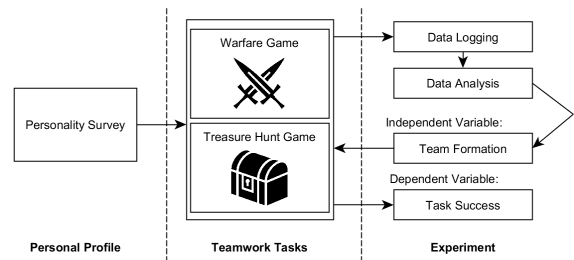 Personality Survey
Personal Profile
Warfare Game
Treasure Hunt Game
Teamwork Tasks
Data Logging
Data Analysis
Independent Variable:
Team Formation
Dependent Variable:
Task Success
Experiment